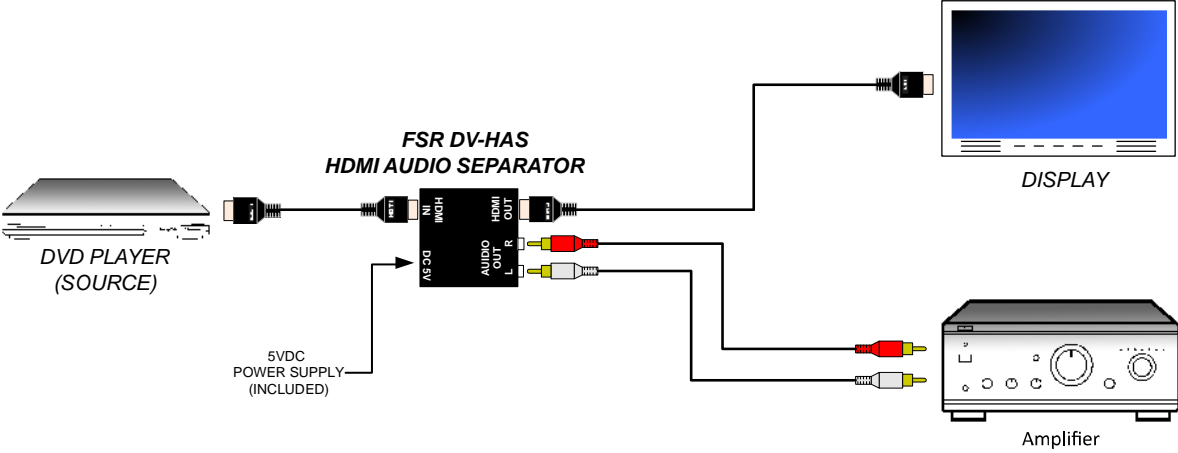 FSR DV-HAS
HDMI AUDIO SEPARATOR
DISPLAY
HDMI
IN
HDMI
OUT
DVD PLAYER
(SOURCE)
DC 5V
AUIDIO
OUT
R
L
5VDC
POWER SUPPLY
(INCLUDED)
Amplifier